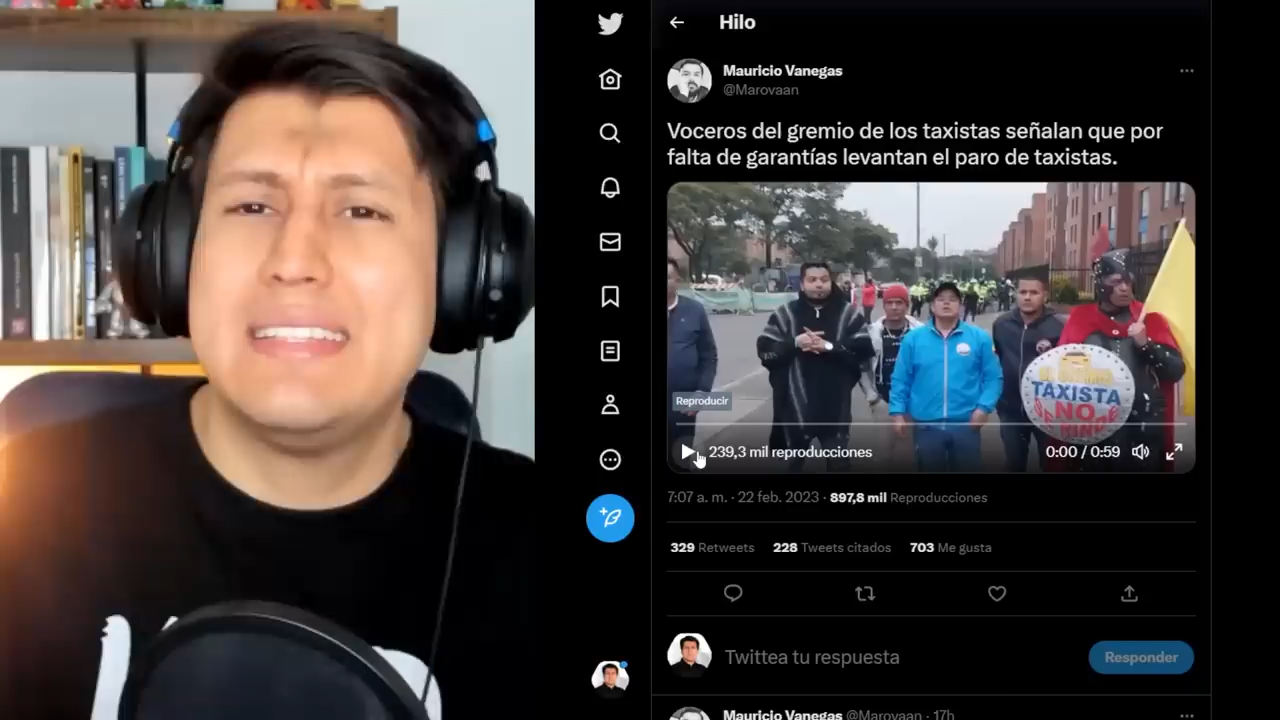 Hilo
Mauricio Vanegas
@Marovaan
Voceros del gremio de los taxistas señalan que por
falta de garantías levantan el paro de taxistas.
TAXISTA
NO
Reproducir
239,3 mil reproducciones
0:00 / 0:59
7:07 a. m. · 22 feb. 2023 · 897,8 mil Reproducciones
329 Retweets 228 Tweets citados 703 Me gusta
Twittea tu respuesta
Responder
Mauricio Vanegas @Marovaan · 17h